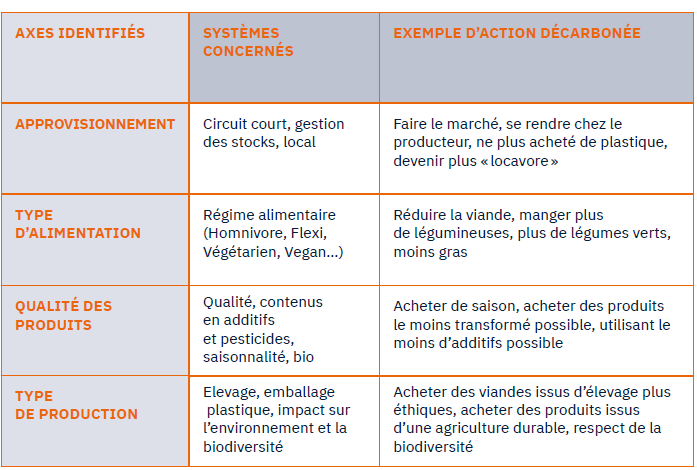 AXES IDENTIFIÉS
SYSTÈMES
CONCERNÉS
EXEMPLE D’ACTION DÉCARBONÉE
APPROVISIONNEMENT
Circuit court, gestion
des stocks, local
Faire le marché, se rendre chez le
producteur, ne plus acheté de plastique,
devenir plus « locavore »
TYPE
D’ALIMENTATION
Régime alimentaire
(Homnivore, Flexi,
Végétarien, Vegan...)
Réduire la viande, manger plus
de légumineuses, plus de légumes verts,
moins gras
QUALITÉ DES
PRODUITS
Qualité, contenus
en additifs
et pesticides,
saisonnalité, bio
Acheter de saison, acheter des produits
le moins transformé possible, utilisant le
moins d’additifs possible
TYPE
DE PRODUCTION
Elevage, emballage
plastique, impact sur
l’environnement et la
biodiversité
Acheter des viandes issus d’élevage plus
éthiques, acheter des produits issus
d’une agriculture durable, respect de la
biodiversité